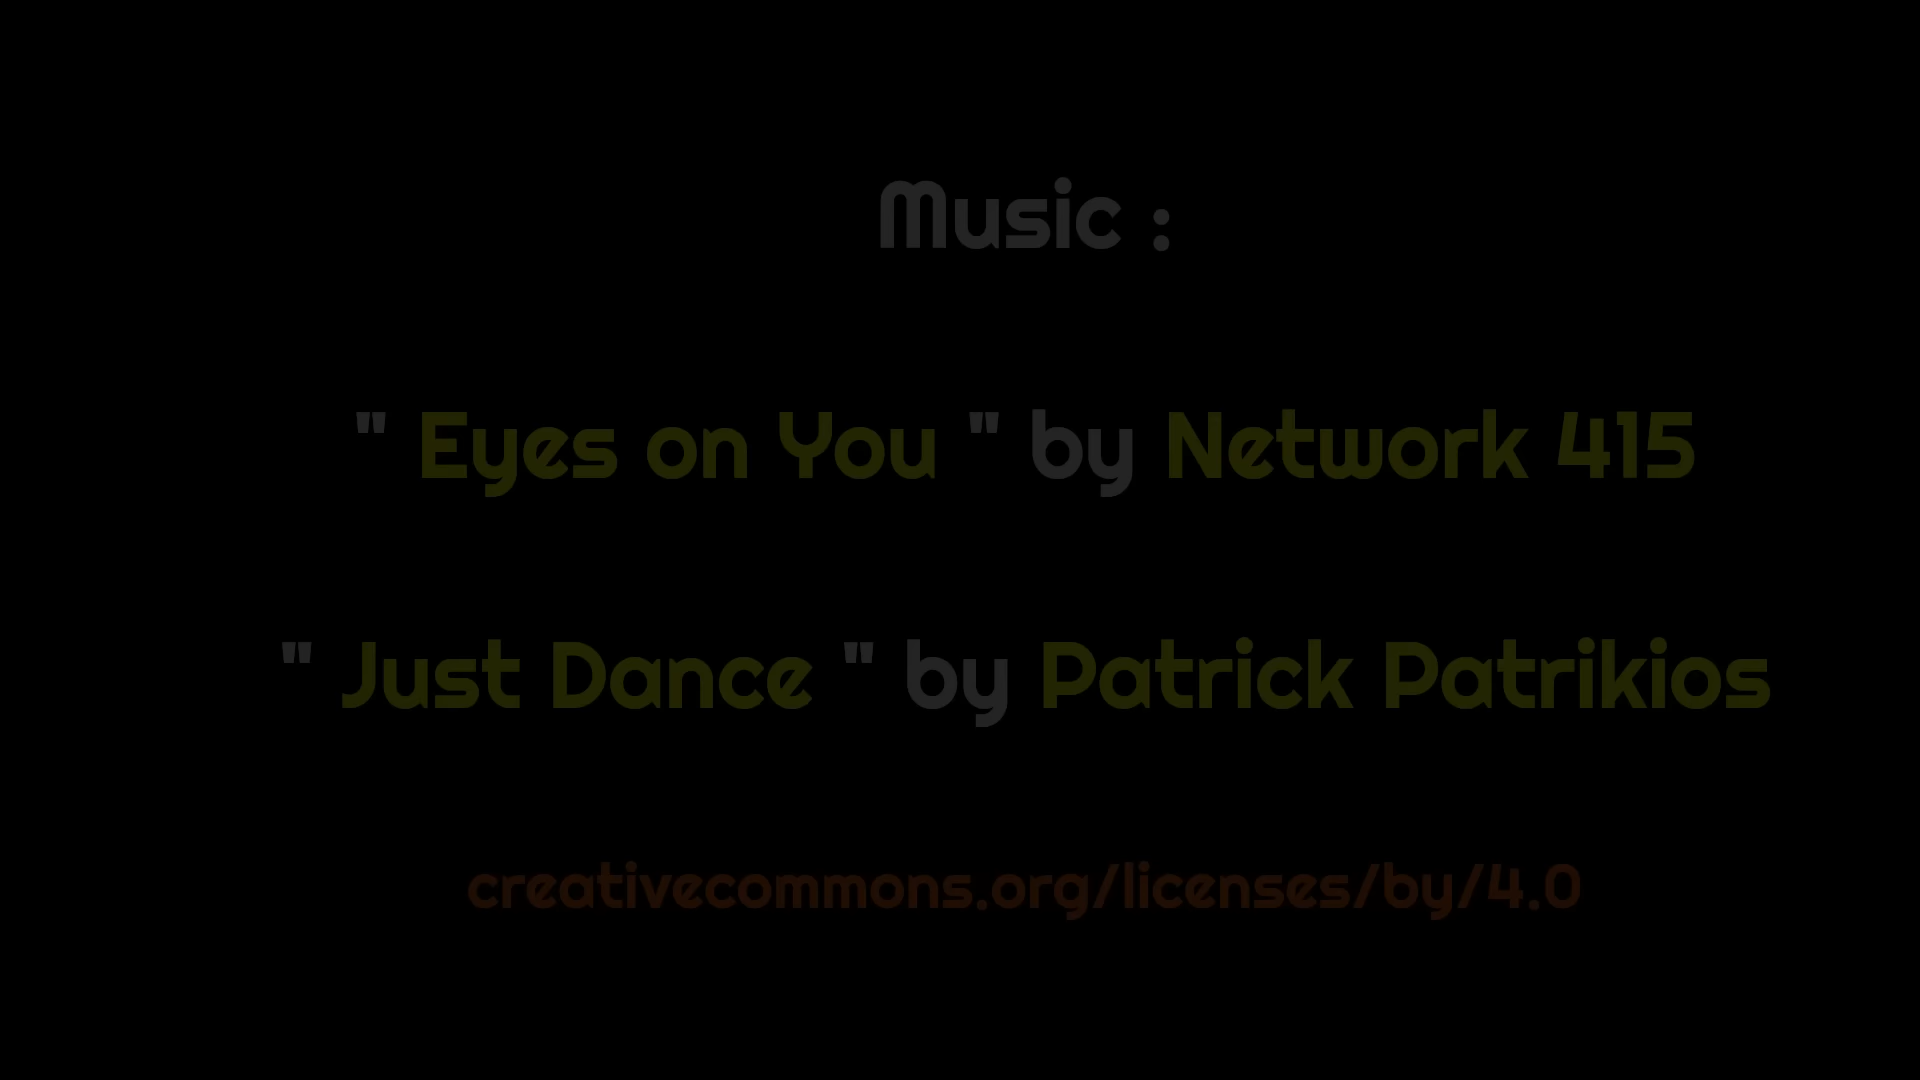 Music :
" Eyes on You " by Network 415
" Just Dance " by Patrick Patrikios
creativecommons.org/licenses/by/4.0